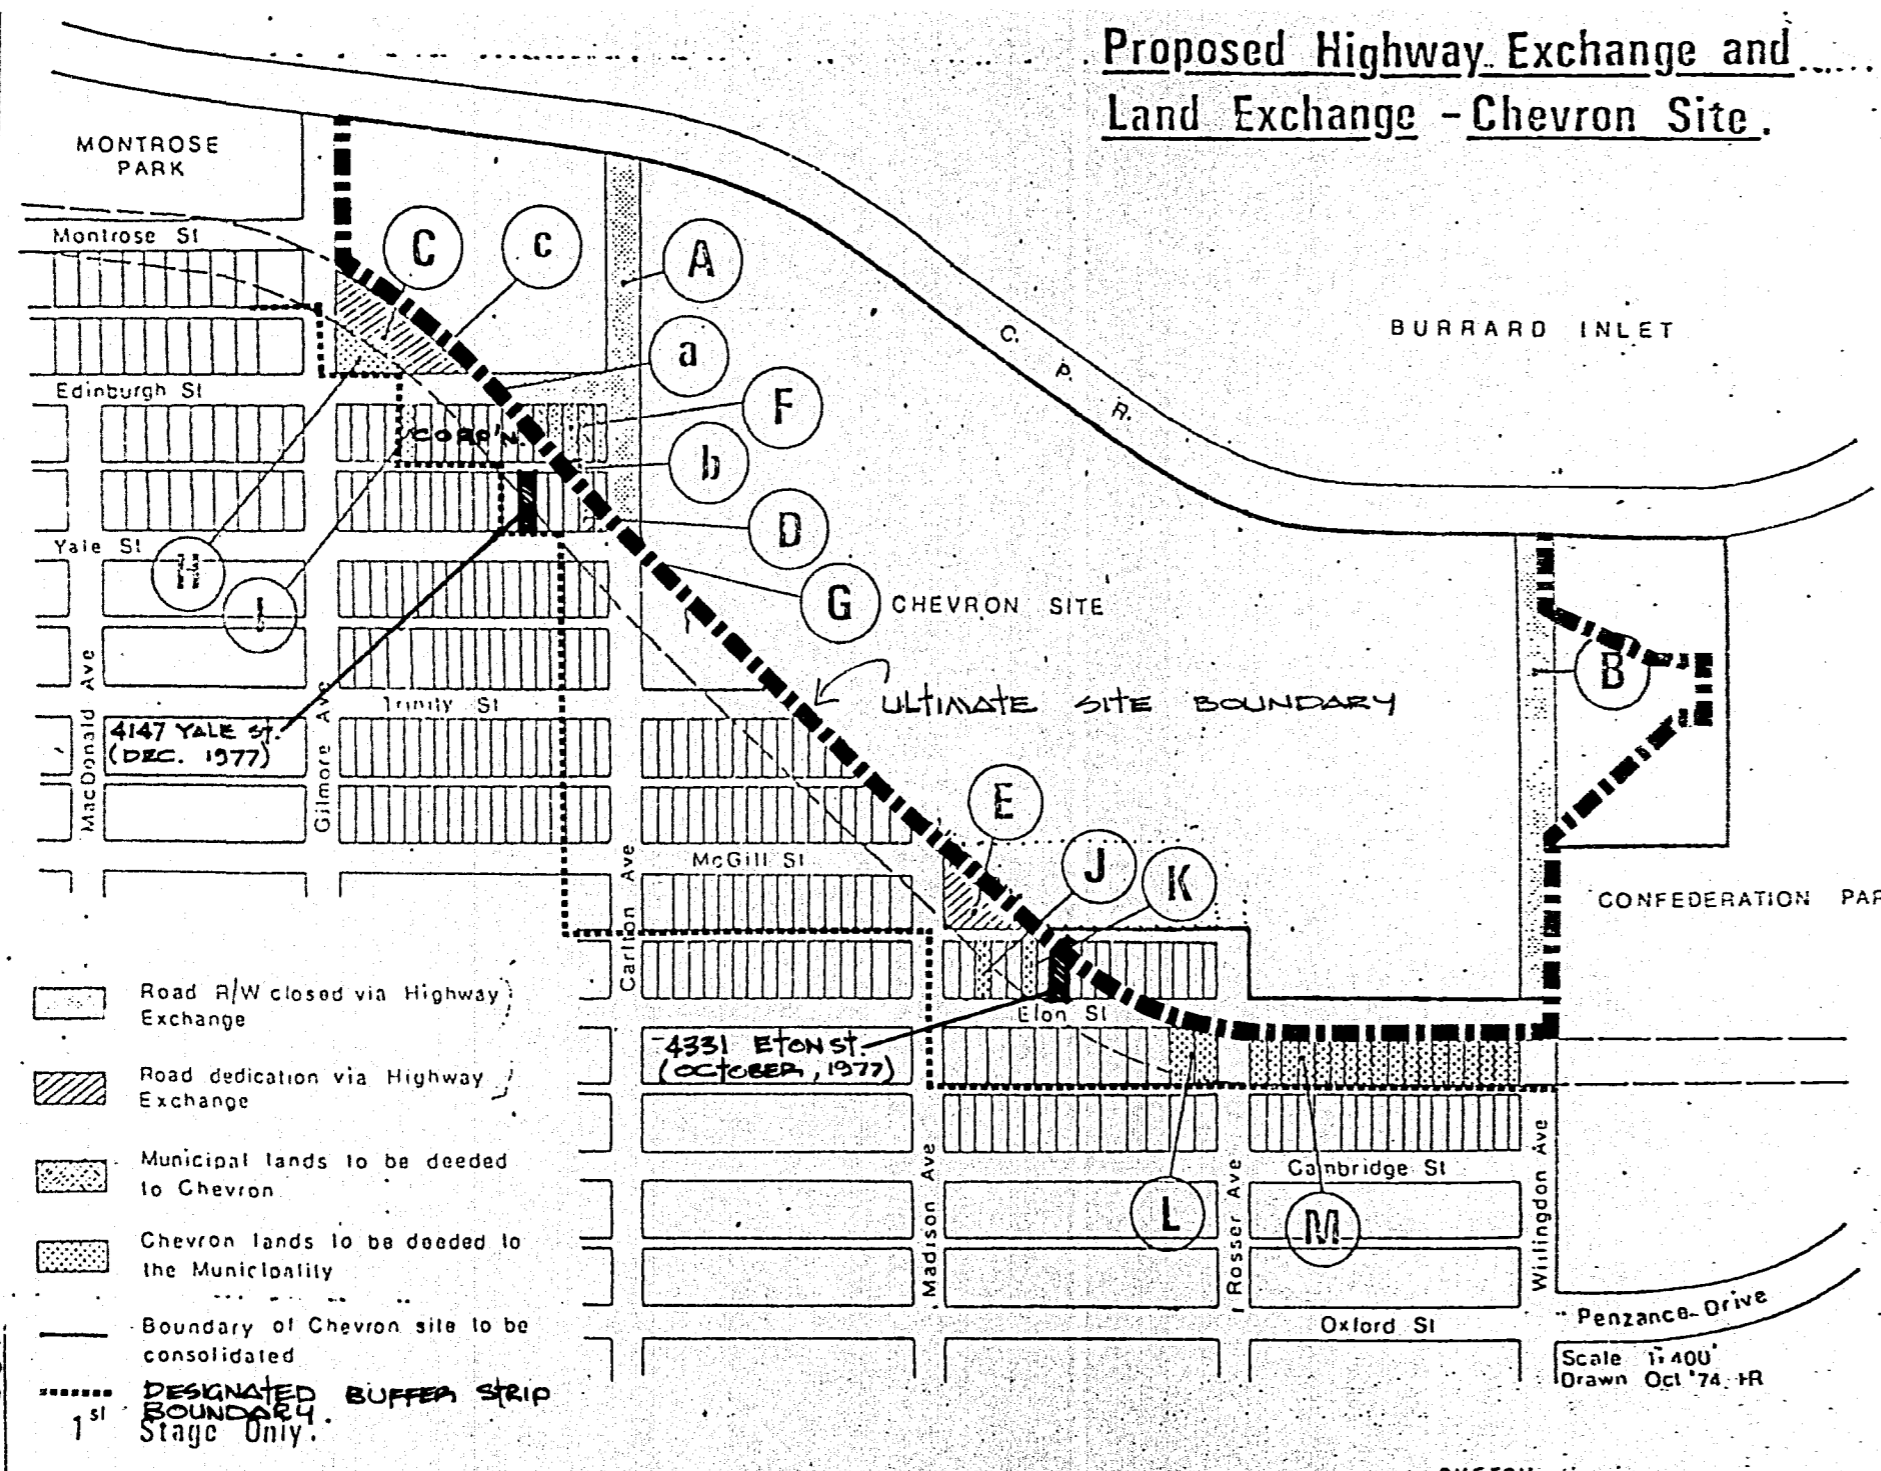 Proposed Highway Exchange and
Land Exchange - Chevron Site.
MONTROSE
PARK
Montrose St
C
c
A
a
BURRARD INLET
C. P. R.
Edinburgh St
F
CORP'N.
b
D
Yale St
H
G
CHEVRON SITE
B
MacDonald Ave
Gilmore Ave
Trinity St
ULTIMATE SITE BOUNDARY
4147 YALE ST.
(DEC. 1977)
E
McGill St
J
K
Carlton Ave
CONFEDERATION PAR
Eton St
4331 ETON ST.
(OCTOBER, 1977)
Madison Ave
Rosser Ave
Willingdon Ave
Cambridge St
L
M
Oxford St
Penzance Drive
Scale 1":400'
Drawn Oct '74 HR
Road R/W closed via Highway
Exchange
Road dedication via Highway
Exchange
Municipal lands to be deeded
to Chevron
Chevron lands to be deeded to
the Municipality
Boundary of Chevron site to be
consolidated
DESIGNATED BUFFER STRIP
BOUNDARY.
1st Stage Only.